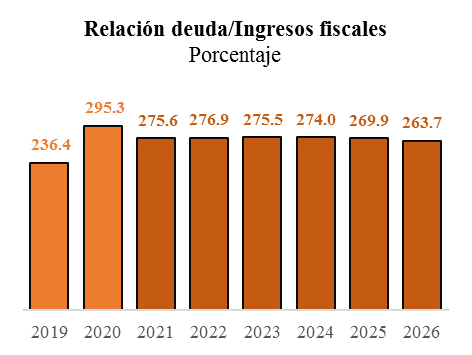 Relación deuda/Ingresos fiscales
Porcentaje
236.4 295.3 275.6 276.9 275.5 274.0 269.9 263.7
2019 2020 2021 2022 2023 2024 2025 2026